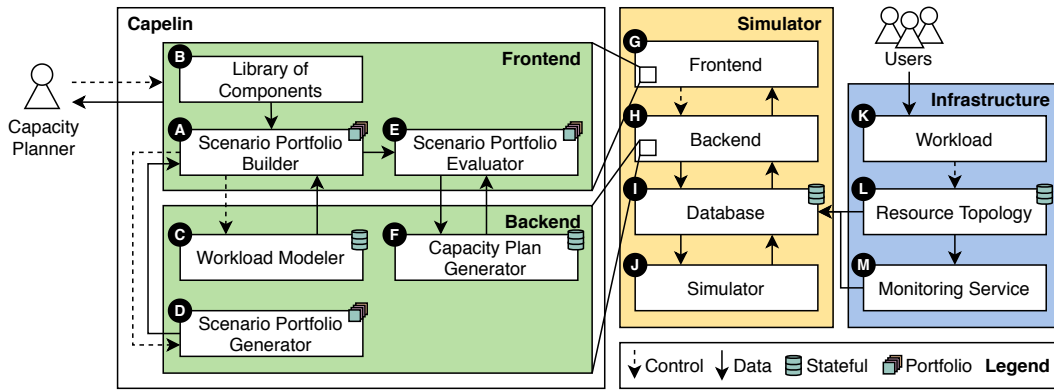 Capelin
Simulator
Users
Capacity
Planner
Frontend
B
Library of
Components
A
Scenario Portfolio
Builder
E
Scenario Portfolio
Evaluator
Backend
C
Workload Modeler
F
Capacity Plan
Generator
D
Scenario Portfolio
Generator
G
Frontend
H
Backend
I
Database
J
Simulator
Infrastructure
K
Workload
L
Resource Topology
M
Monitoring Service
Control
Data
Stateful
Portfolio
Legend